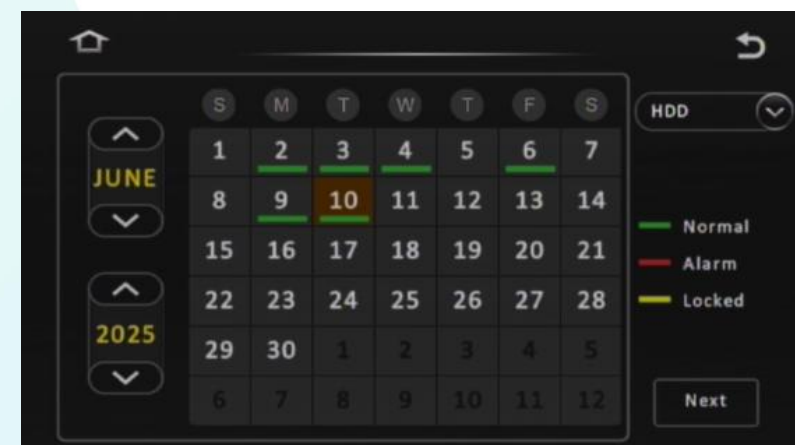 S M T W T F S
HDD
1 2 3 4 5 6 7
JUNE
8 9 10 11 12 13 14
Normal
15 16 17 18 19 20 21
Alarm
22 23 24 25 26 27 28
Locked
2025
29 30 1 2 3 4 5
6 7 8 9 10 11 12
Next